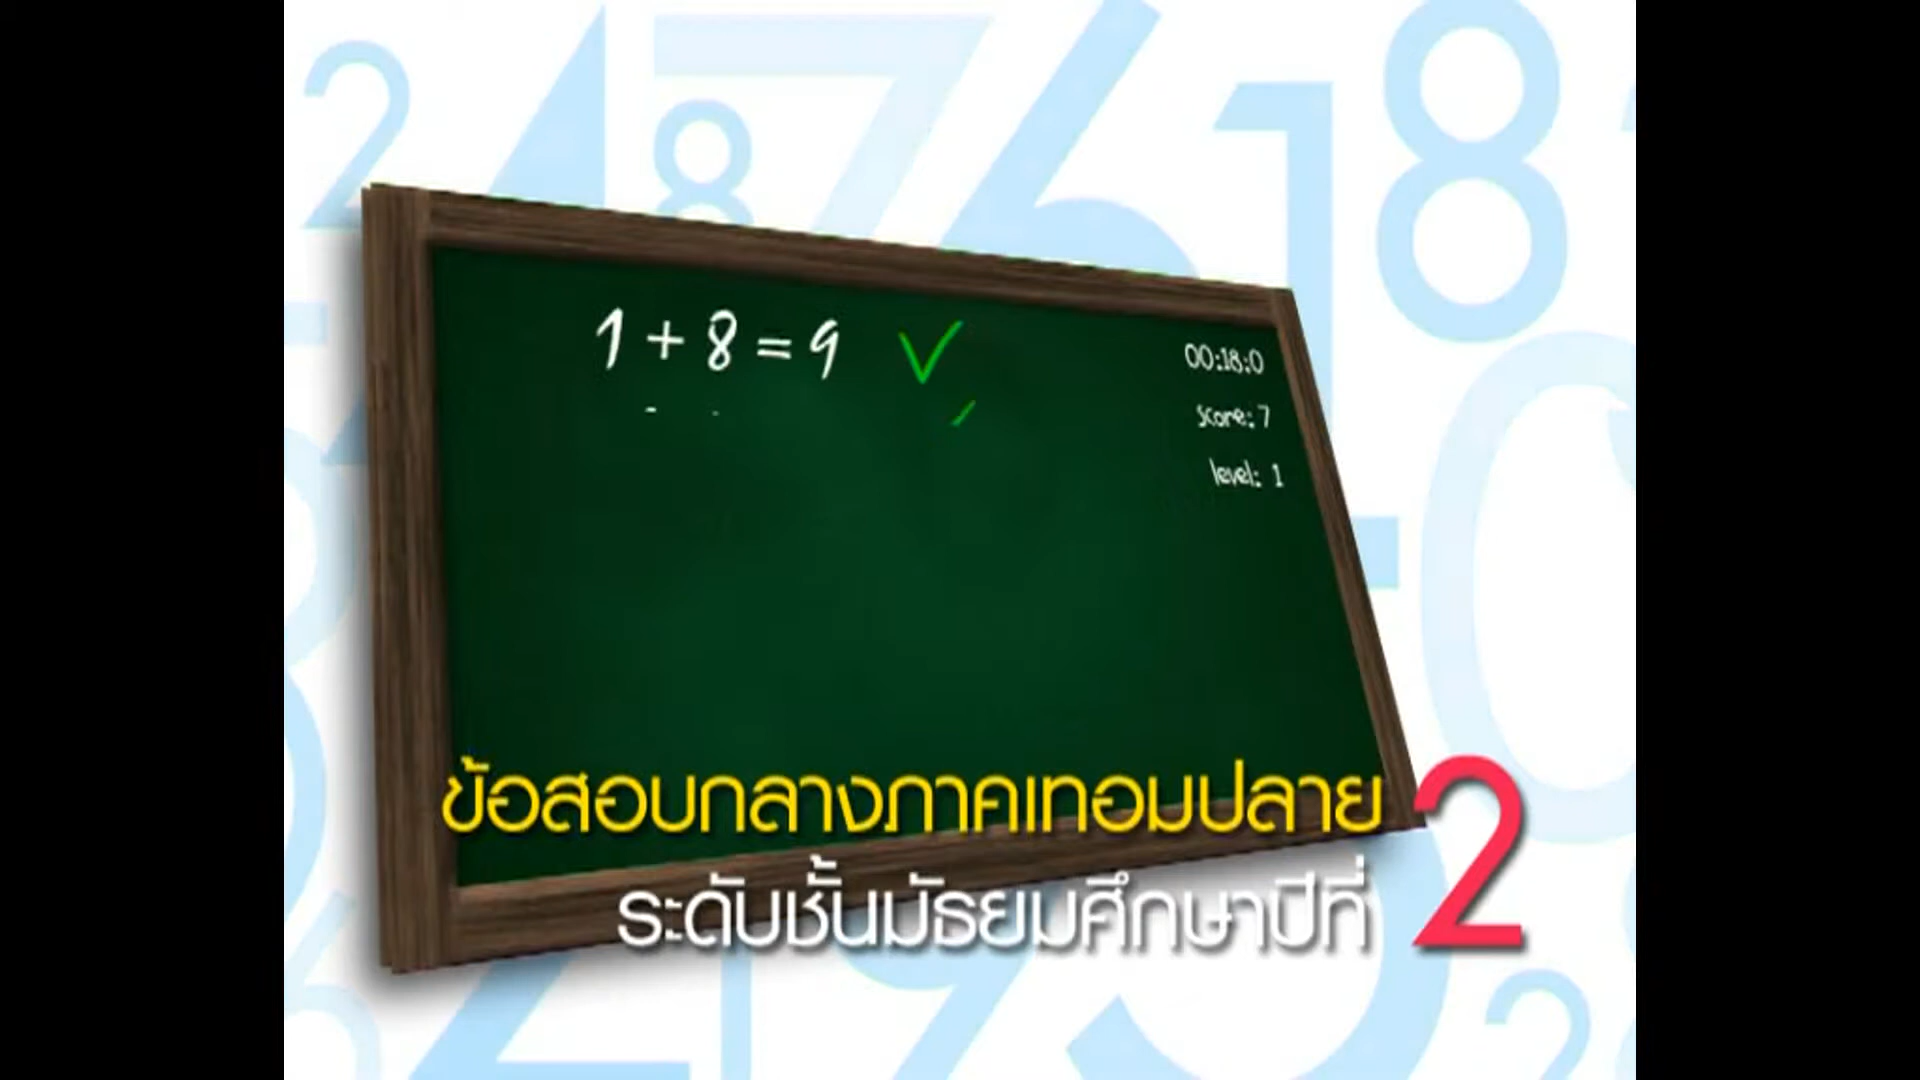 1 + 8 = 9
00:18:0
Score: 7
level: 1
ข้อสอบกลางภาคเทอมปลาย
ระดับชั้นมัธยมศึกษาปีที่ 2